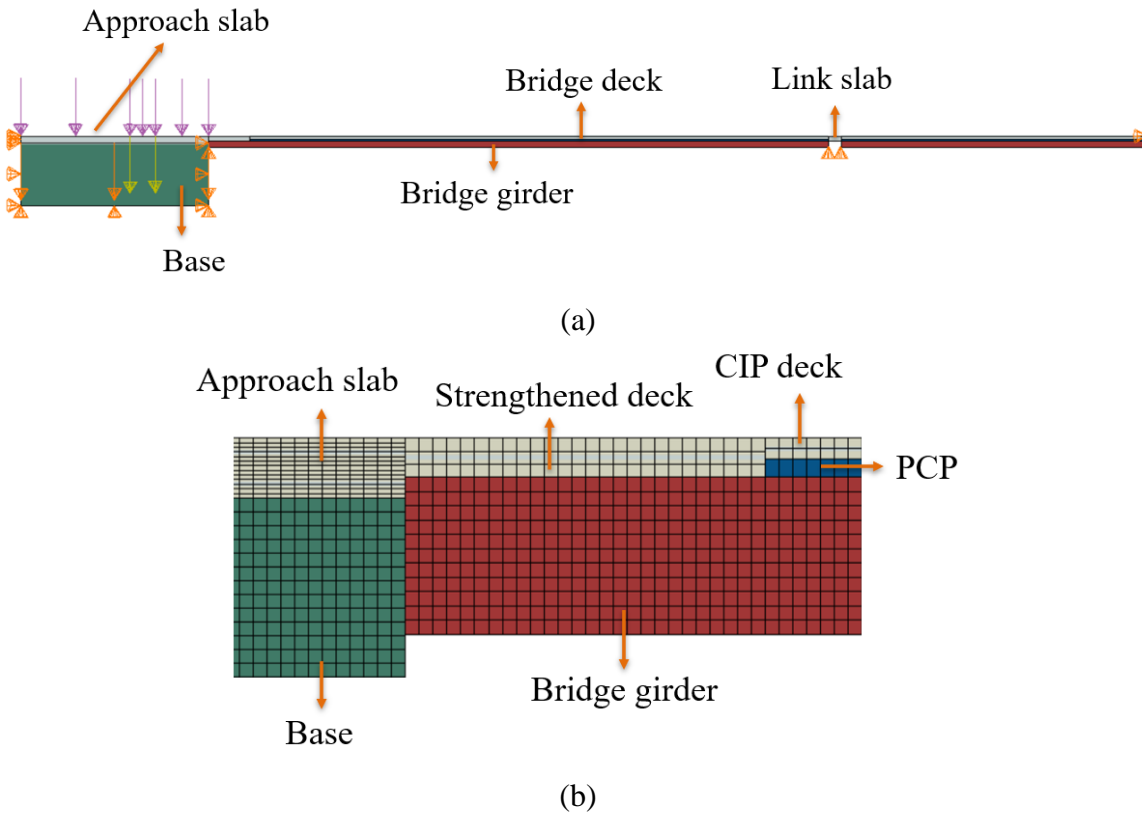 Approach slab
Bridge deck
Link slab
Bridge girder
Base
(a)
CIP deck
Approach slab
Strengthened deck
PCP
Bridge girder
Base
(b)